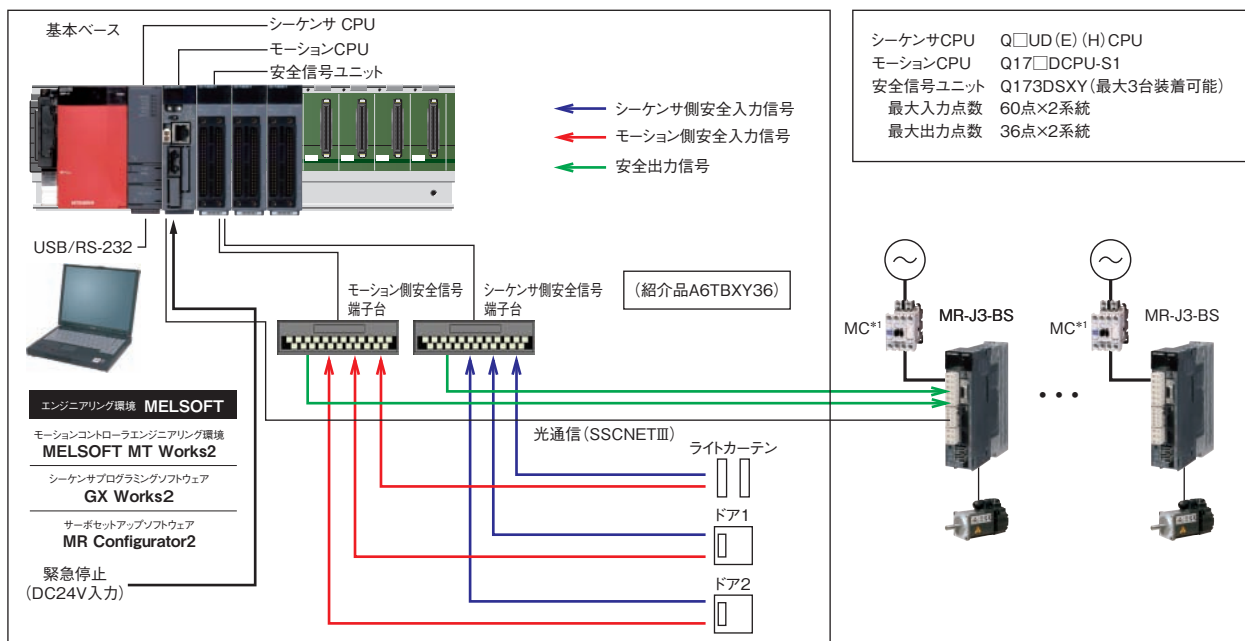 基本ベース
シーケンサ CPU
モーションCPU
安全信号ユニット
シーケンサ側安全入力信号
モーション側安全入力信号
安全出力信号
シーケンサCPU Q□UD(E)(H)CPU
モーションCPU Q17□DCPU-S1
安全信号ユニット Q173DSXY(最大3台装着可能)
最大入力点数 60点×2系統
最大出力点数 36点×2系統
USB/RS-232
モーション側安全信号
端子台
シーケンサ側安全信号
端子台
(紹介品A6TBXY36)
MC*1
MR-J3-BS
MC*1
MR-J3-BS
エンジニアリング環境 MELSOFT
モーションコントローラエンジニアリング環境
MELSOFT MT Works2
シーケンサプログラミングソフトウェア
GX Works2
サーボセットアップソフトウェア
MR Configurator2
緊急停止
(DC24V入力)
光通信(SSCNETⅢ)
ライトカーテン
ドア1
ドア2